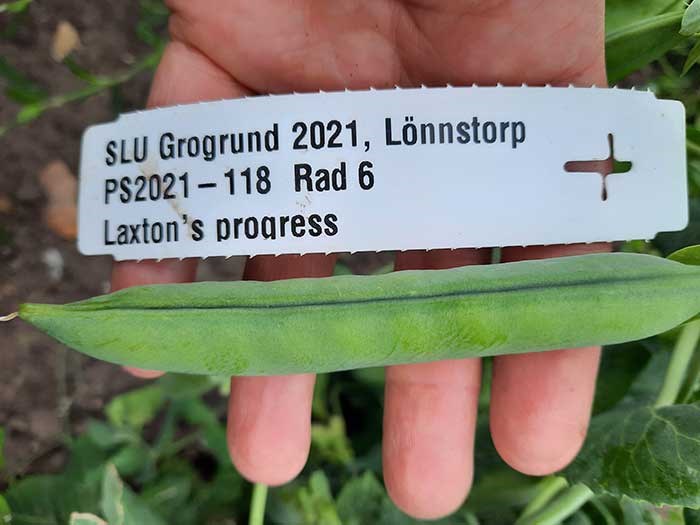 SLU Grogrund 2021, Lönnstorp
PS2021-118 Rad 6
Laxton's progress